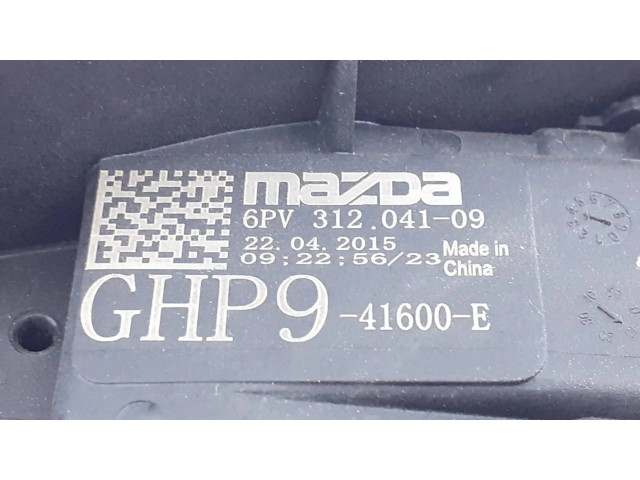 mazda
6PV 312.041-09
22.04.2015
09:22:56/23
Made in
China
GHP9-41600-E